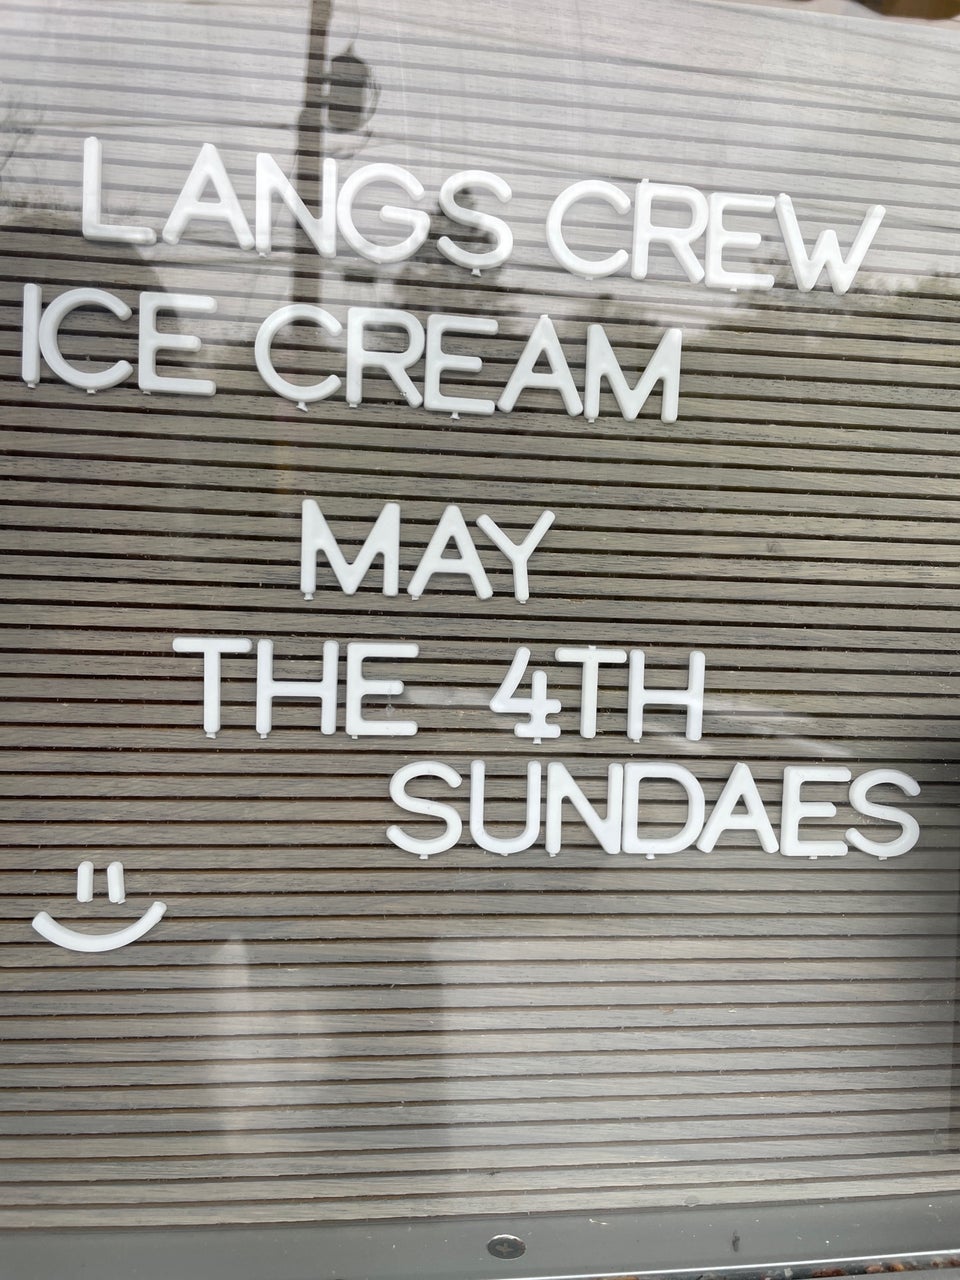 LANGS CREW
ICE CREAM
MAY
THE 4TH
SUNDAES